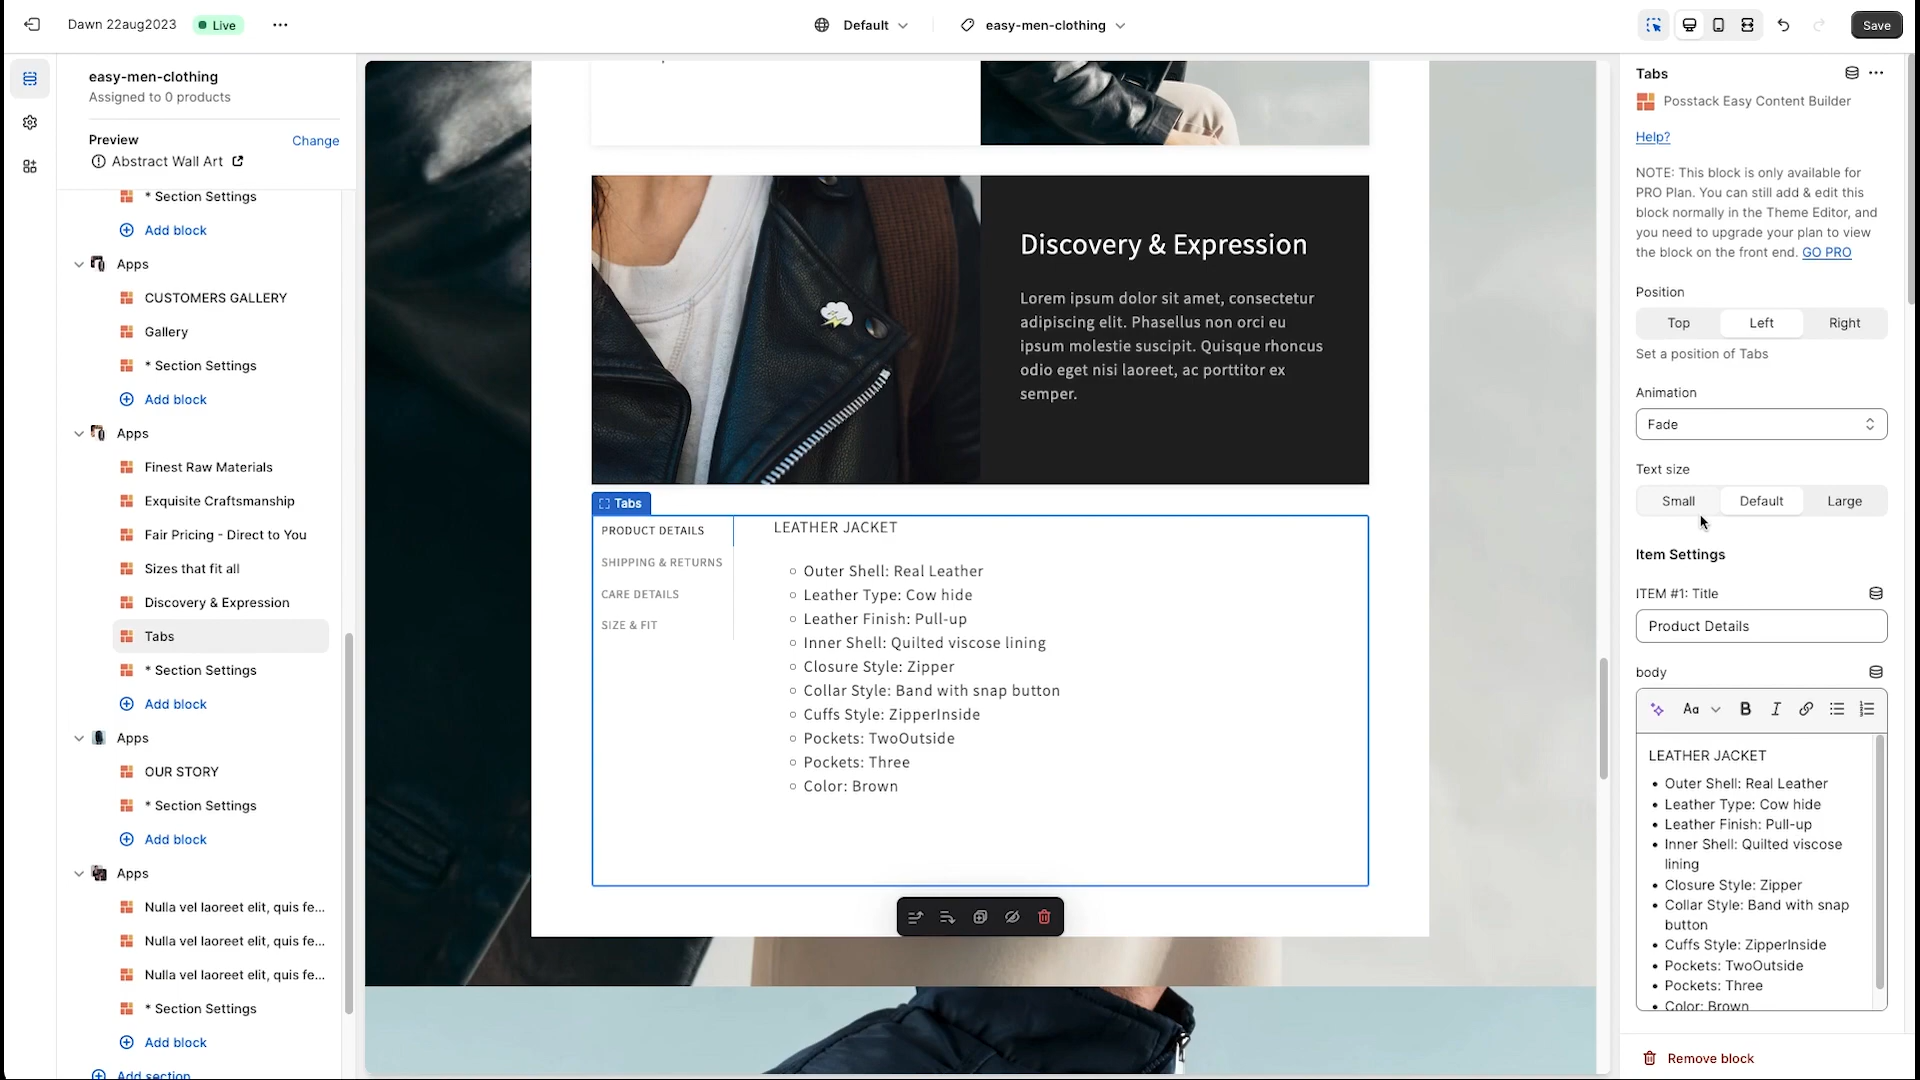 Dawn 22aug2023
Live
Default
easy-men-clothing
Save
easy-men-clothing
Assigned to 0 products
Preview
Change
Abstract Wall Art
* Section Settings
Add block
Apps
CUSTOMERS GALLERY
Gallery
* Section Settings
Add block
Apps
Finest Raw Materials
Exquisite Craftsmanship
Fair Pricing - Direct to You
Sizes that fit all
Discovery & Expression
Tabs
* Section Settings
Add block
Apps
OUR STORY
* Section Settings
Add block
Apps
Nulla vel laoreet elit, quis fe...
Nulla vel laoreet elit, quis fe...
Nulla vel laoreet elit, quis fe...
* Section Settings
Add block
Add section
Discovery & Expression
Lorem ipsum dolor sit amet, consectetur
adipiscing elit. Phasellus non orci eu
ipsum molestie suscipit. Quisque rhoncus
odio eget nisi laoreet, ac porttitor ex
semper.
Tabs
PRODUCT DETAILS
SHIPPING & RETURNS
CARE DETAILS
SIZE & FIT
LEATHER JACKET
Outer Shell: Real Leather
Leather Type: Cow hide
Leather Finish: Pull-up
Inner Shell: Quilted viscose lining
Closure Style: Zipper
Collar Style: Band with snap button
Cuffs Style: ZipperInside
Pockets: TwoOutside
Pockets: Three
Color: Brown
Tabs
Posstack Easy Content Builder
Help?
NOTE: This block is only available for
PRO Plan. You can still add & edit this
block normally in the Theme Editor, and
you need to upgrade your plan to view
the block on the front end. GO PRO
Position
Top
Left
Right
Set a position of Tabs
Animation
Fade
Text size
Small
Default
Large
Item Settings
ITEM #1: Title
Product Details
body
Aa
B
I
LEATHER JACKET
Outer Shell: Real Leather
Leather Type: Cow hide
Leather Finish: Pull-up
Inner Shell: Quilted viscose
lining
Closure Style: Zipper
Collar Style: Band with snap
button
Cuffs Style: ZipperInside
Pockets: TwoOutside
Pockets: Three
Color: Brown
Remove block